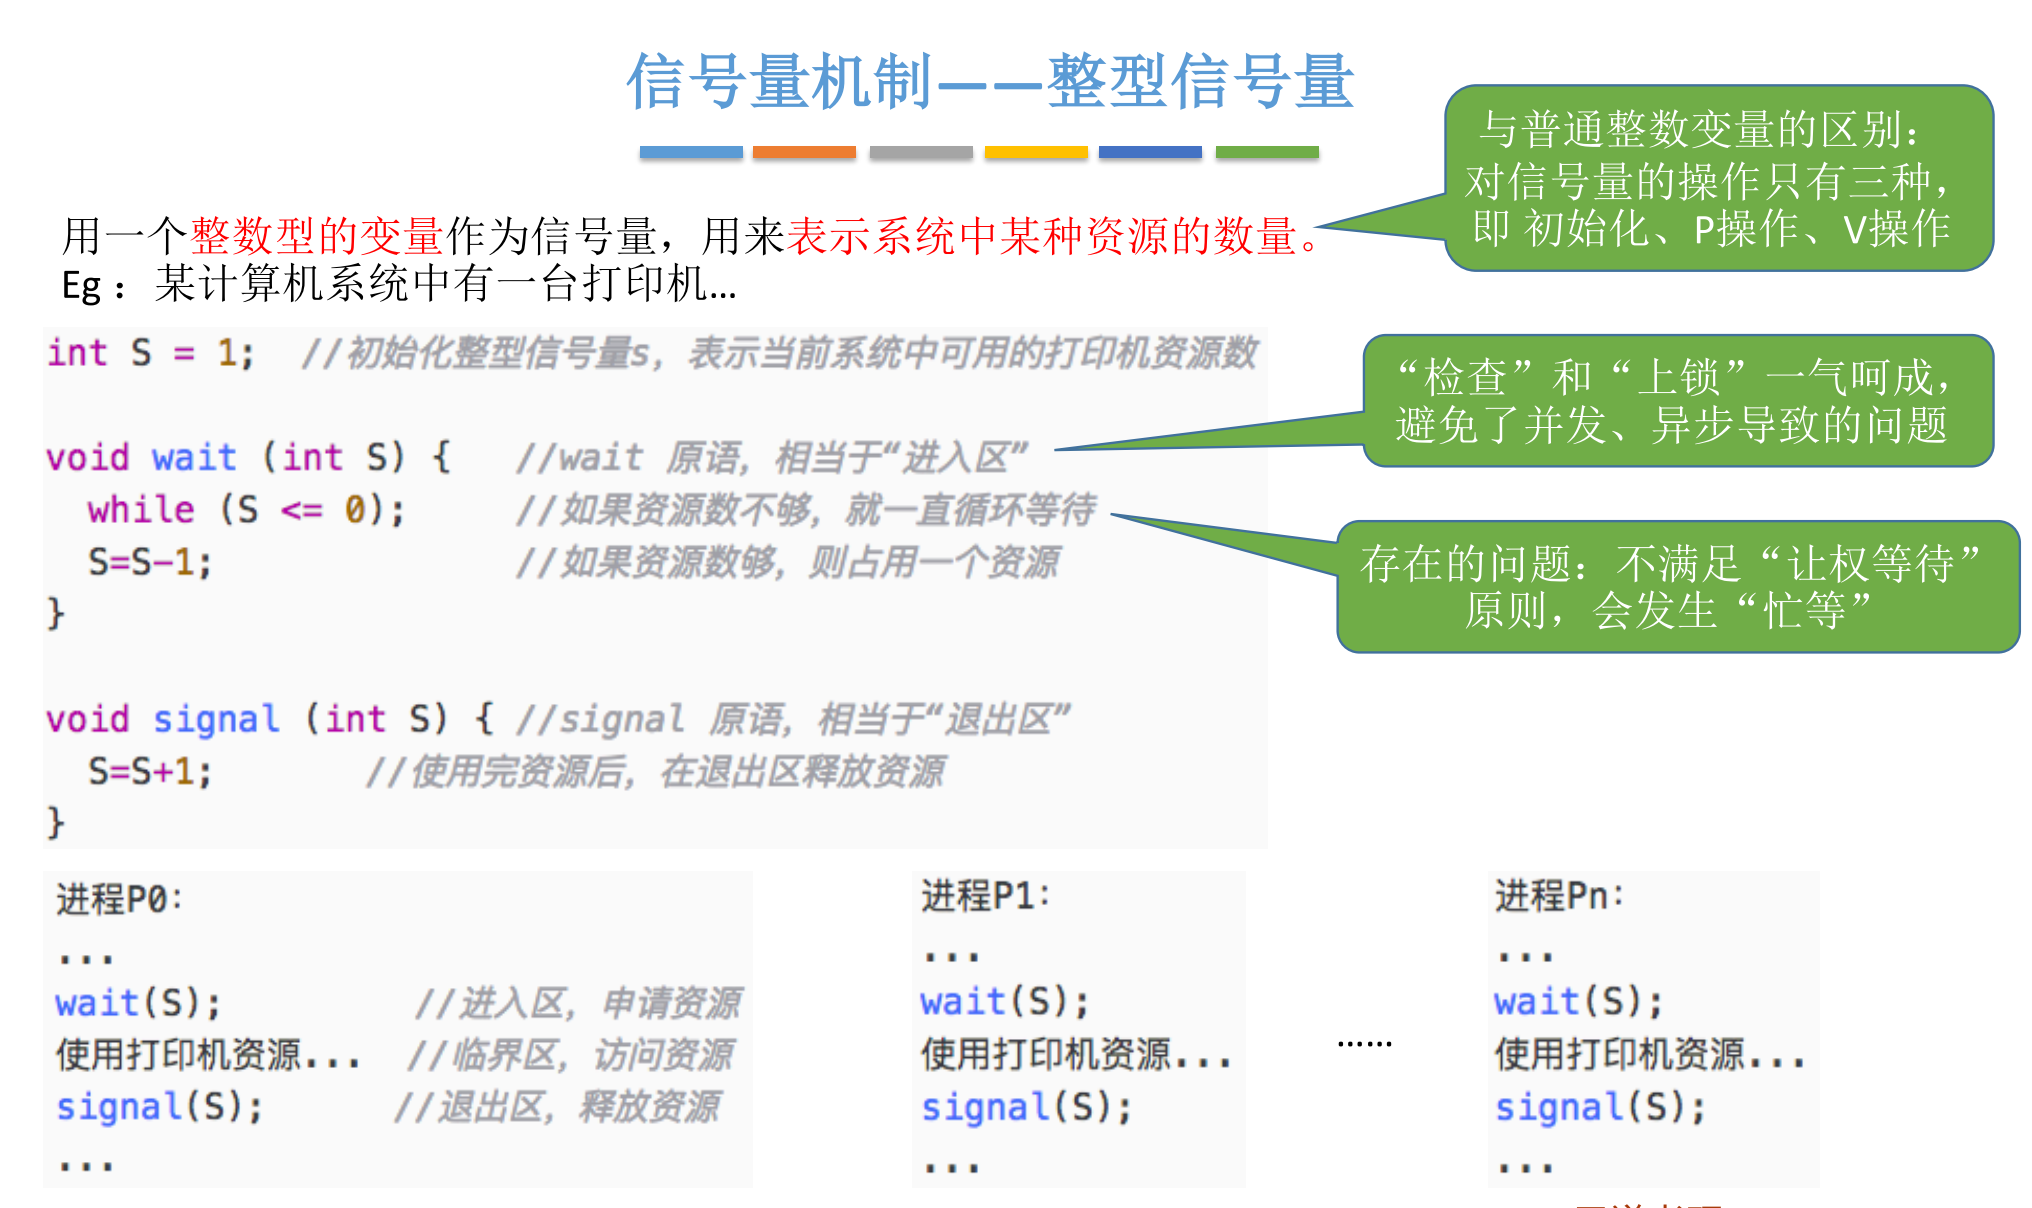 信号量机制——整型信号量
与普通整数变量的区别：
对信号量的操作只有三种，
即 初始化、P操作、V操作
用一个整数型的变量作为信号量，用来表示系统中某种资源的数量。
Eg：某计算机系统中有一台打印机…
int S = 1;  //初始化整型信号量s，表示当前系统中可用的打印机资源数
“检查”和“上锁”一气呵成，
避免了并发、异步导致的问题
void wait (int S) {   //wait 原语，相当于“进入区”
  while (S <= 0);     //如果资源数不够，就一直循环等待
  S=S-1;              //如果资源数够，则占用一个资源
}
存在的问题：不满足“让权等待”
原则，会发生“忙等”
void signal (int S) { //signal 原语，相当于“退出区”
  S=S+1;       //使用完资源后，在退出区释放资源
}
进程P0：
...
wait(S);         //进入区，申请资源
使用打印机资源...  //临界区，访问资源
signal(S);      //退出区，释放资源
...
进程P1：
...
wait(S);
使用打印机资源...
signal(S);
...
……
进程Pn：
...
wait(S);
使用打印机资源...
signal(S);
...